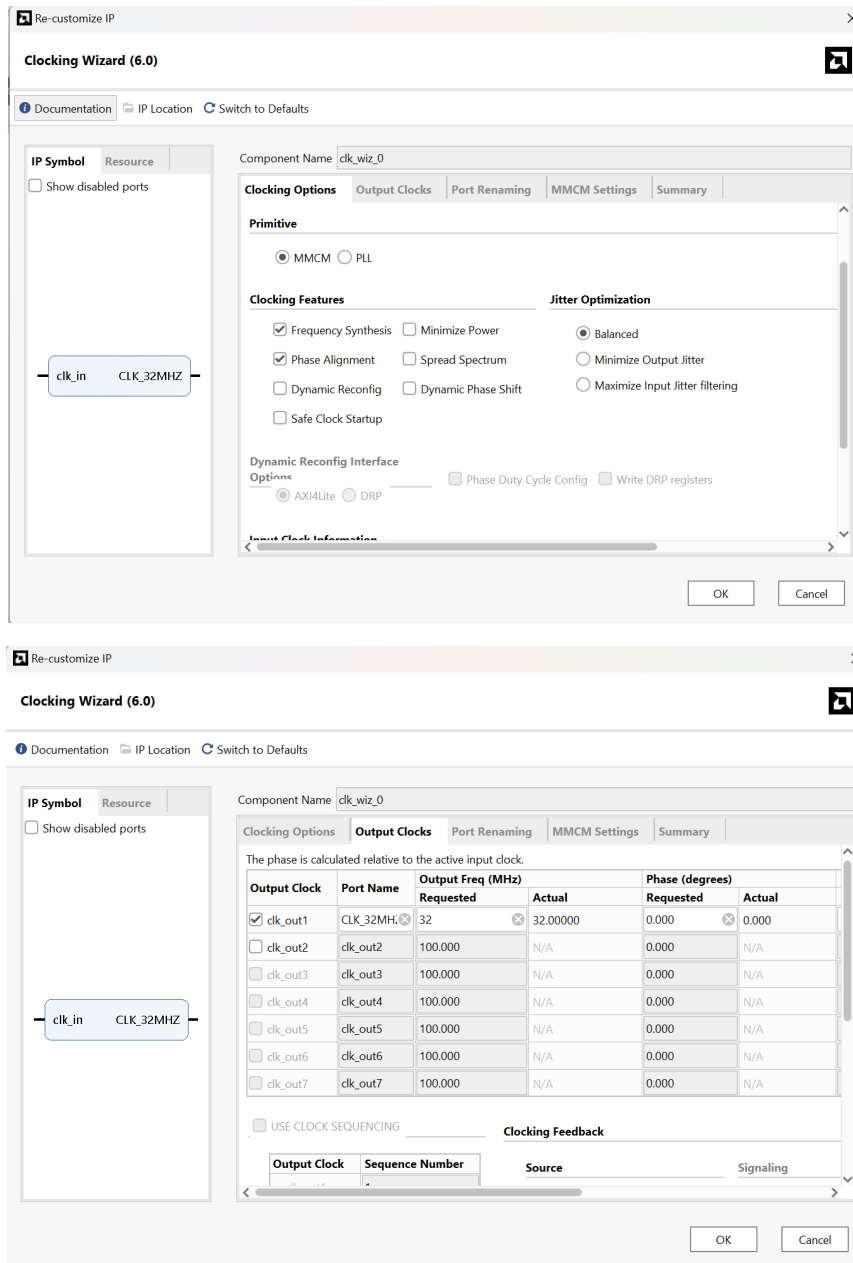 Re-customize IP
Clocking Wizard (6.0)
Documentation IP Location Switch to Defaults
IP Symbol Resource
Show disabled ports
clk_in CLK_32MHZ
Component Name clk_wiz_0
Clocking Options Output Clocks Port Renaming MMCM Settings Summary
Primitive
MMCM PLL
Clocking Features Jitter Optimization
Frequency Synthesis Minimize Power Balanced
Phase Alignment Spread Spectrum Minimize Output Jitter
Dynamic Reconfig Dynamic Phase Shift Maximize Input Jitter filtering
Safe Clock Startup
Dynamic Reconfig Interface
Options
Phase Duty Cycle Config Write DRP registers
AXI4Lite DRP
Input Clock Information
OK Cancel
Re-customize IP
Clocking Wizard (6.0)
Documentation IP Location Switch to Defaults
IP Symbol Resource
Show disabled ports
clk_in CLK_32MHZ
Component Name clk_wiz_0
Clocking Options Output Clocks Port Renaming MMCM Settings Summary
The phase is calculated relative to the active input clock.
Output Clock Port Name Output Freq (MHz) Phase (degrees)
Requested Actual Requested Actual
clk_out1 CLK_32MH 32 32.00000 0.000 0.000
clk_out2 clk_out2 100.000 N/A 0.000 N/A
clk_out3 clk_out3 100.000 N/A 0.000 N/A
clk_out4 clk_out4 100.000 N/A 0.000 N/A
clk_out5 clk_out5 100.000 N/A 0.000 N/A
clk_out6 clk_out6 100.000 N/A 0.000 N/A
clk_out7 clk_out7 100.000 N/A 0.000 N/A
USE CLOCK SEQUENCING Clocking Feedback
Output Clock Sequence Number Source Signaling
OK Cancel